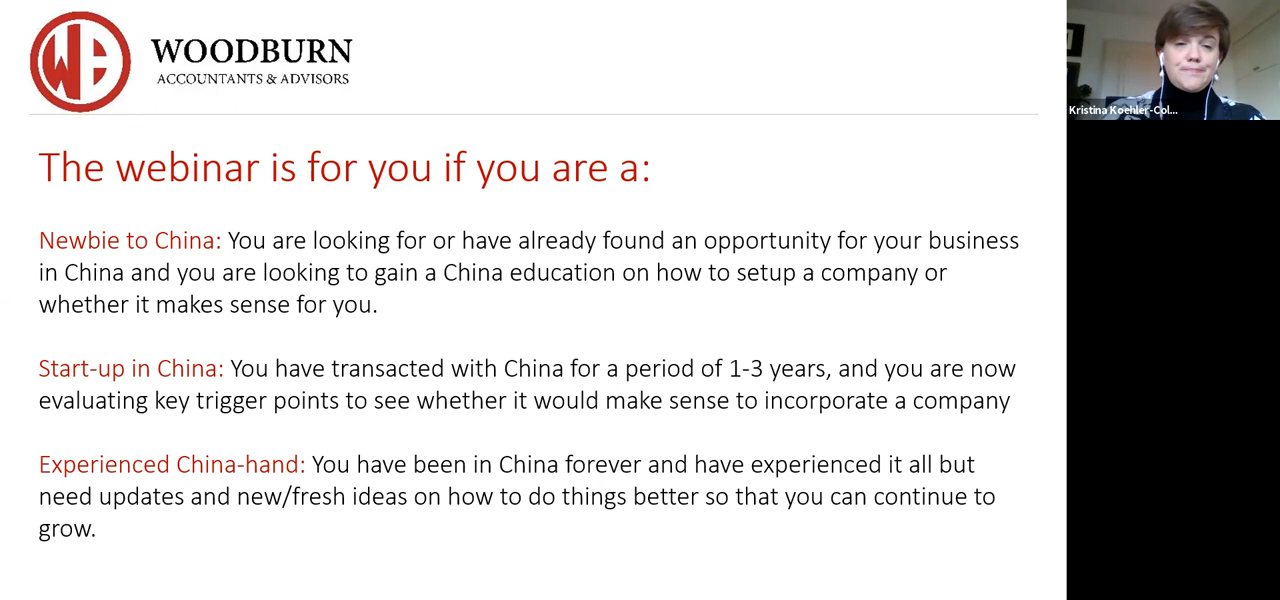 WOODBURN
ACCOUNTANTS & ADVISORS
Kristina Koehler-Col...
The webinar is for you if you are a:
Newbie to China: You are looking for or have already found an opportunity for your business
in China and you are looking to gain a China education on how to setup a company or
whether it makes sense for you.
Start-up in China: You have transacted with China for a period of 1-3 years, and you are now
evaluating key trigger points to see whether it would make sense to incorporate a company
Experienced China-hand: You have been in China forever and have experienced it all but
need updates and new/fresh ideas on how to do things better so that you can continue to
grow.